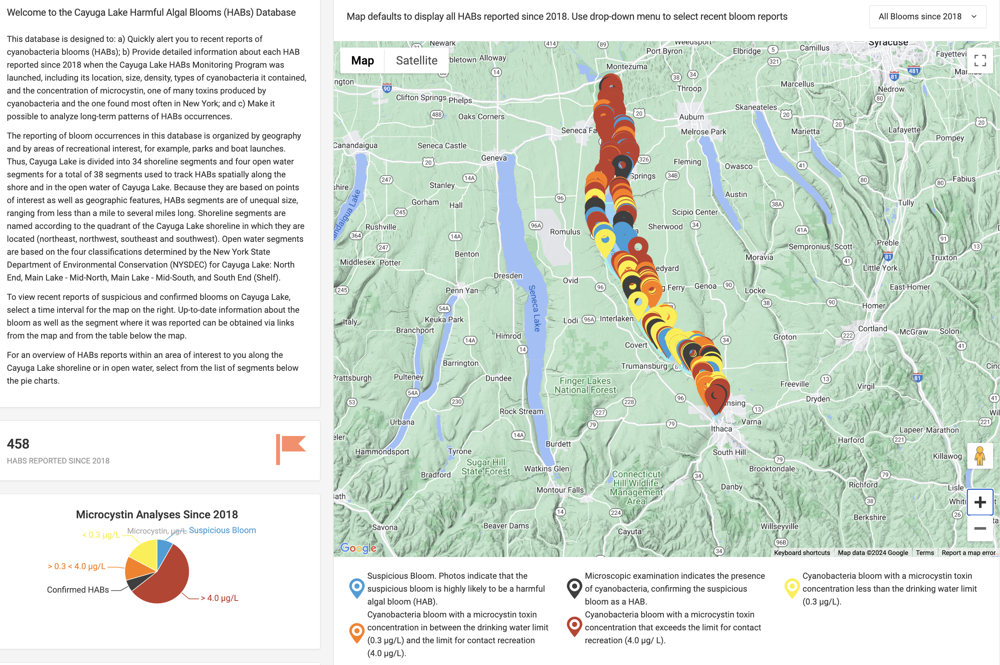 Welcome to the Cayuga Lake Harmful Algal Blooms (HABs) Database
This database is designed to: a) Quickly alert you to recent reports of
cyanobacteria blooms (HABs); b) Provide detailed information about each HAB
reported since 2018 when the Cayuga Lake HABs Monitoring Program was
launched, including its location, size, density, types of cyanobacteria it contained,
and the concentration of microcystin, one of many toxins produced by
cyanobacteria and the one found most often in New York; and c) Make it
possible to analyze long-term patterns of HABs occurrences.
The reporting of bloom occurrences in this database is organized by geography
and by areas of recreational interest, for example, parks and boat launches.
Thus, Cayuga Lake is divided into 34 shoreline segments and four open water
segments for a total of 38 segments used to track HABs spatially along the
shore and in the open water of Cayuga Lake. Because they are based on points
of interest as well as geographic features, HABs segments are of unequal size,
ranging from less than a mile to several miles long. Shoreline segments are
named according to the quadrant of the Cayuga Lake shoreline in which they are
located (northeast, northwest, southeast and southwest). Open water segments
are based on the four classifications determined by the New York State
Department of Environmental Conservation (NYSDEC) for Cayuga Lake: North
End, Main Lake - Mid-North, Main Lake - Mid-South, and South End (Shelf).
To view recent reports of suspicious and confirmed blooms on Cayuga Lake,
select a time interval for the map on the right. Up-to-date information about the
bloom as well as the segment where it was reported can be obtained via links
from the map and from the table below the map.
For an overview of HABs reports within an area of interest to you along the
Cayuga Lake shoreline or in open water, select from the list of segments below
the pie charts.
458
HABS REPORTED SINCE 2018
Microcystin Analyses Since 2018
Microcystin, µg/L
Suspicious Bloom
< 0.3 µg/L
> 0.3 < 4.0 µg/L
Confirmed HABs
> 4.0 µg/L
Map defaults to display all HABs reported since 2018. Use drop-down menu to select recent bloom reports
All Blooms since 2018
Map
Satellite
Newark
414
89
Weedsport
Syracuse
Port Byron
Elbridge
5
Camillus
Fayettevi
bletown
Alloway
321
481
14
Montezuma
38
34
81
ngton
90
Throop
Marcellus
Nedrow
Clifton Springs
Phelps
80
488
Oaks Corners
20
Auburn
Skaneateles
20
20
20
Seneca Fa
Melrose Park
Marietta
Lafayette
Pompey
Canandaigua
Seneca Castle
Geneva
20
326
Fleming
Owasco
41
247
14A
Springs
34B
80
80
Fabius
shire
Stanley
96
Austin
Tully
Gorham
Hall
andaigua Lake
245
Scipio Center
38A
364
Rushville
96A
Romulus
Sherwood
34
41A
14A
a
91
247
Sempronius
Scott
Preble
13
Benton
81
Middlesex
Potter
Moravia
41
Truxton
edyard
Little York
Dresden
Ovid
245
Penn Yan
96
g Ferry
Genoa
90
Locke
East Homer
Seneca Lake
38
90
Homer
54A
Italy
Keuka Park
Lodi
96A
Interlaken
Branchport
Himrod
Cortland
McGraw
Solon
14A
14
Covert
34
Groton
222
41
Barrington
Trumansburg
Cinc
Prattsburgh
Pulteney
Dundee
Finger Lakes
National Forest
13
81
Freeville
Virgil
54A
53
230
228
96
nsing
Dryden
41
Rock Stream
227
13
Wil
Urbana
79
79
Varna
221
eler
14A
Ithaca
Lapeer
Marathon
Hammondsport
Tyrone
Burdett
South Hill
Harford
221
Killawog
Sugar Hill
State Forest
Watkins Glen
79
Brooktondale
Bradford
Connecticut
Hill Wildlife
Management
Area
34
79
Richford
Lisle
Montour Falls
Danby
Bath
38
Whitn
14
224
Berkshire
26
Savona
Beaver Dams
Cayuta
Willseyville
96B
34
Google
Keyboard shortcuts
Map data ©2024 Google
Terms
Report a map error
Suspicious Bloom. Photos indicate that the
suspicious bloom is highly likely to be a harmful
algal bloom (HAB).
Microscopic examination indicates the presence
of cyanobacteria, confirming the suspicious
bloom as a HAB.
Cyanobacteria bloom with a microcystin toxin
concentration less than the drinking water limit
(0.3 µg/L).
Cyanobacteria bloom with a microcystin toxin
concentration in between the drinking water limit
(0.3 µg/L) and the limit for contact recreation
(4.0 µg/L).
Cyanobacteria bloom with a microcystin toxin
concentration that exceeds the limit for contact
recreation (4.0 µg/ L).